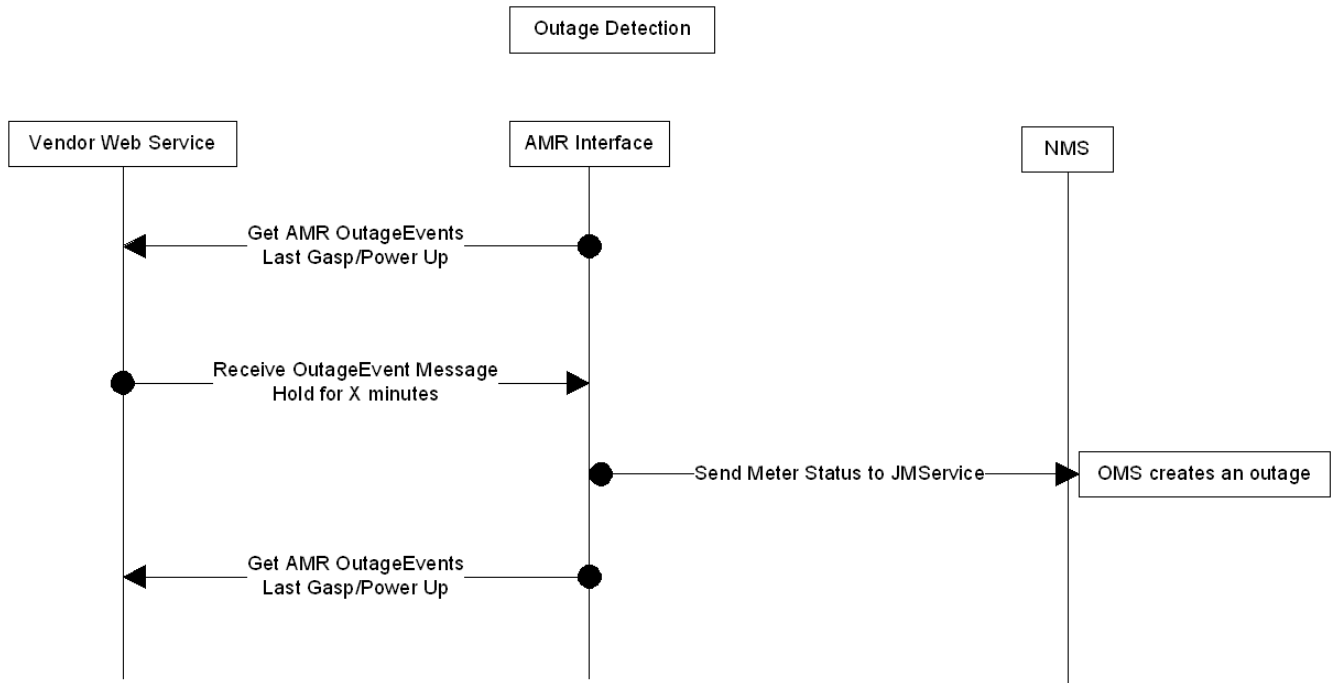 Outage Detection
Vendor Web Service
AMR Interface
NMS
Get AMR OutageEvents
Last Gasp/Power Up
Receive OutageEvent Message
Hold for X minutes
Send Meter Status to JMService
OMS creates an outage
Get AMR OutageEvents
Last Gasp/Power Up